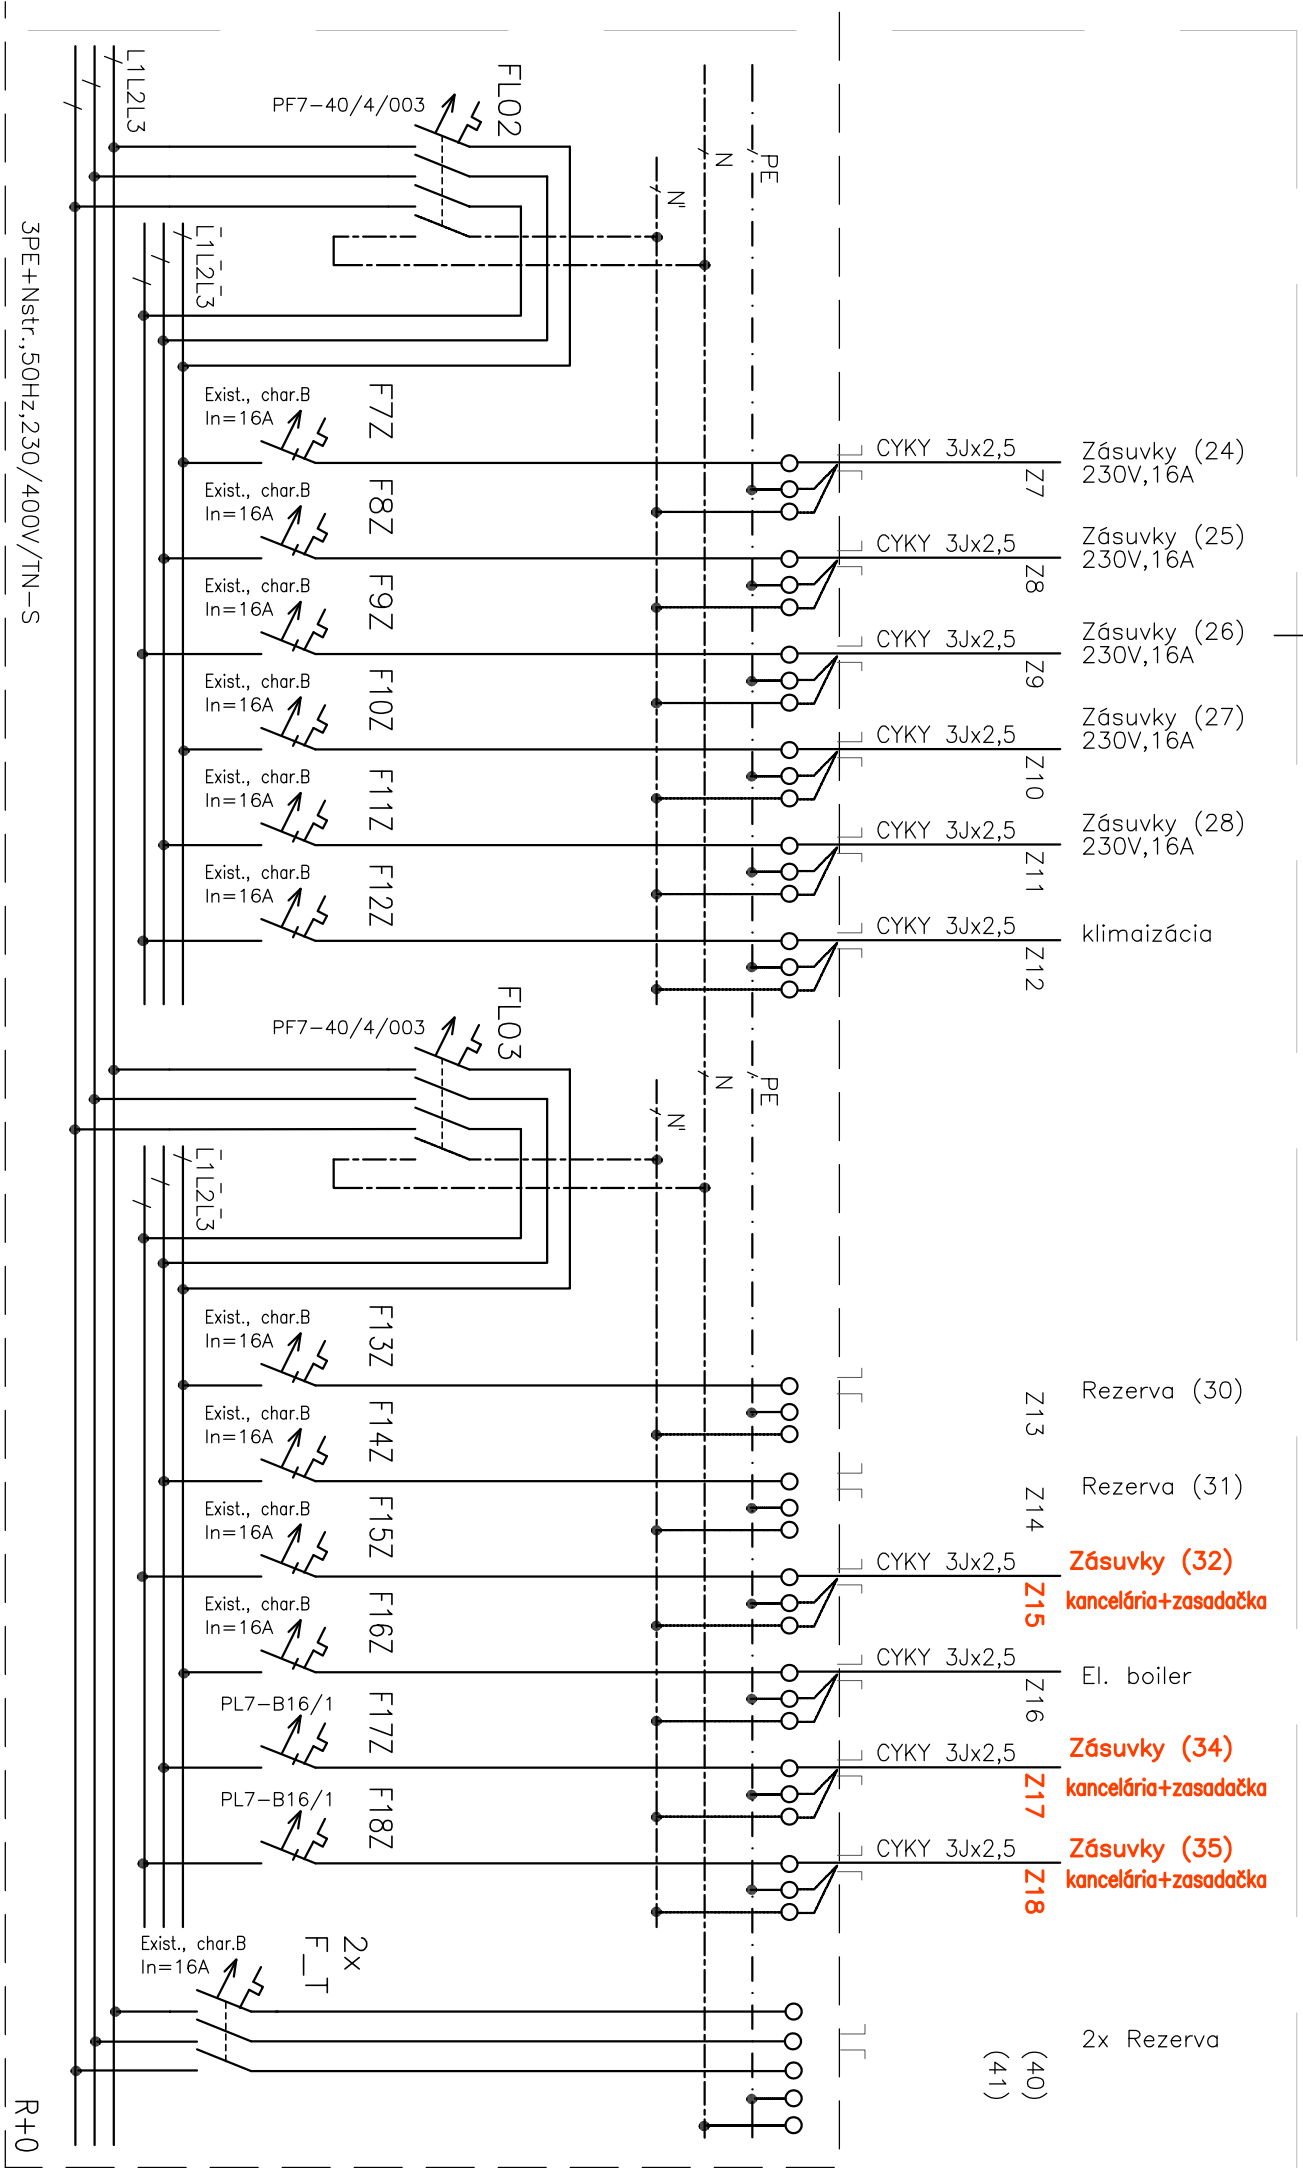 L1L2L3
PF7-40/4/003
FL02
N'
N
PE
L1L2L3
3PE+Nstr.,50Hz,230/400V/TN-S
Exist., char.B
In=16A
F7Z
CYKY 3Jx2,5
Z7
Zásuvky (24)
230V,16A
Exist., char.B
In=16A
F8Z
CYKY 3Jx2,5
Z8
Zásuvky (25)
230V,16A
Exist., char.B
In=16A
F9Z
CYKY 3Jx2,5
Z9
Zásuvky (26)
230V,16A
Exist., char.B
In=16A
F10Z
CYKY 3Jx2,5
Z10
Zásuvky (27)
230V,16A
Exist., char.B
In=16A
F11Z
CYKY 3Jx2,5
Z11
Zásuvky (28)
230V,16A
Exist., char.B
In=16A
F12Z
CYKY 3Jx2,5
Z12
klimaizácia
PF7-40/4/003
FL03
N'
N
PE
L1L2L3
Exist., char.B
In=16A
F13Z
Z13
Rezerva (30)
Exist., char.B
In=16A
F14Z
Z14
Rezerva (31)
Exist., char.B
In=16A
F15Z
CYKY 3Jx2,5
Z15
Zásuvky (32)
kancelária+zasadačka
Exist., char.B
In=16A
F16Z
CYKY 3Jx2,5
Z16
El. boiler
PL7-B16/1
F17Z
CYKY 3Jx2,5
Z17
Zásuvky (34)
kancelária+zasadačka
PL7-B16/1
F18Z
CYKY 3Jx2,5
Z18
Zásuvky (35)
kancelária+zasadačka
Exist., char.B
In=16A
2x
F_T
2x Rezerva
(40)
(41)
R+0